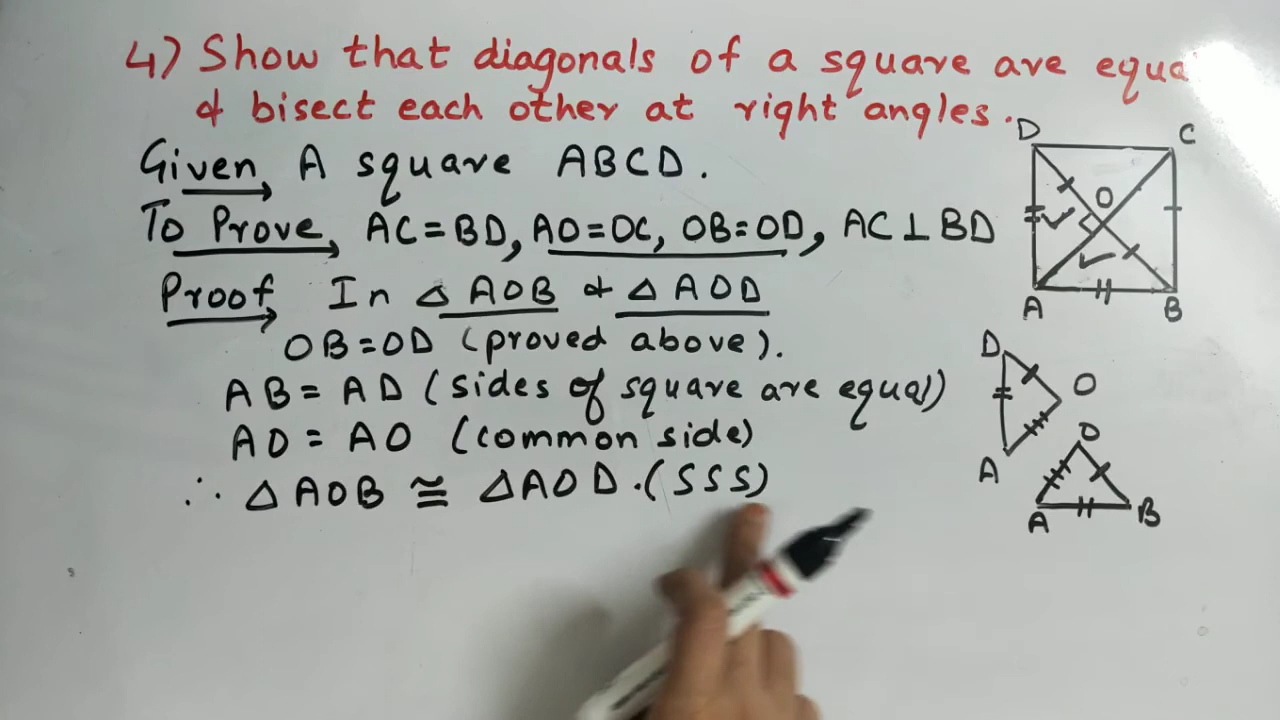 4) Show that diagonals of a square are equa
& bisect each other at right angles.
Given A square ABCD.
To Prove, AC=BD, AO=OC, OB=OD, AC⊥BD
Proof In △ AOB & △ AOD
OB=OD (proved above).
AB = AD (sides of square are equal)
AO = AO (common side)
∴ △AOB ≅ △AOD. (SSS)
D C
O
A B
D
O
A
O
A B